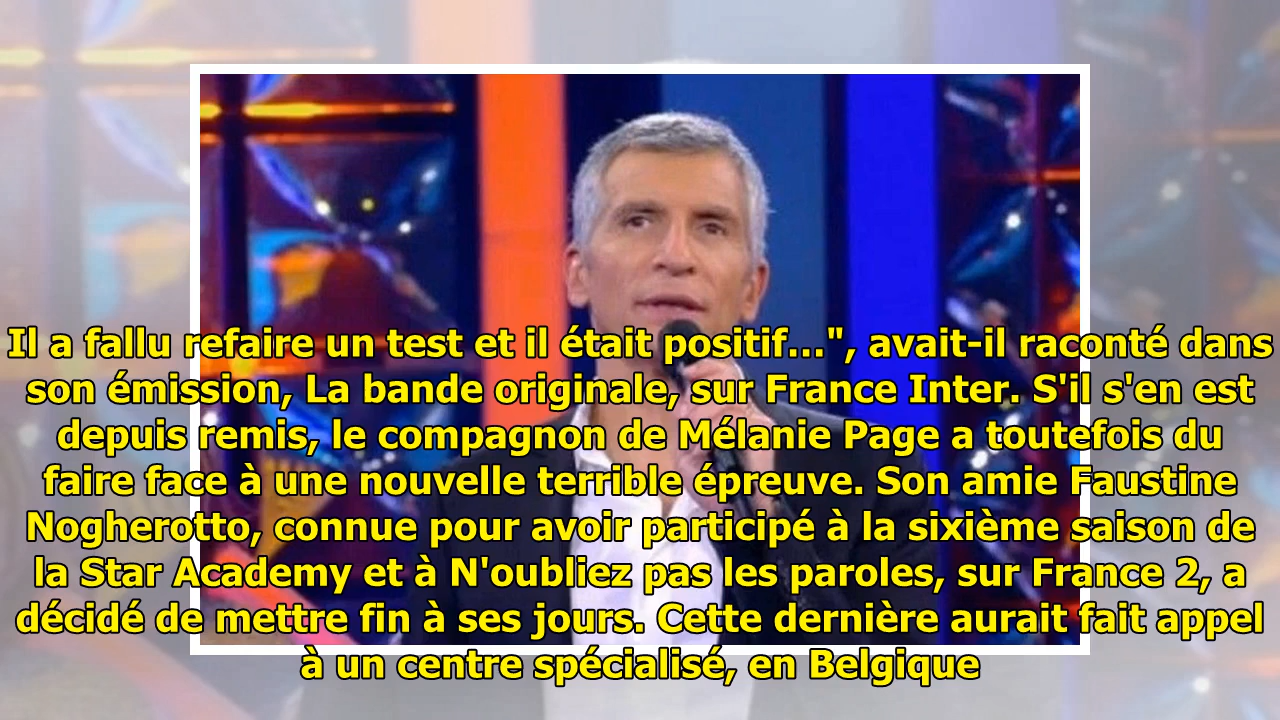 Il a fallu refaire un test et il était positif...", avait-il raconté dans
son émission, La bande originale, sur France Inter. S'il s'en est
depuis remis, le compagnon de Mélanie Page a toutefois du
faire face à une nouvelle terrible épreuve. Son amie Faustine
Nogherotto, connue pour avoir participé à la sixième saison de
la Star Academy et à N'oubliez pas les paroles, sur France 2, a
décidé de mettre fin à ses jours. Cette dernière aurait fait appel
à un centre spécialisé, en Belgique